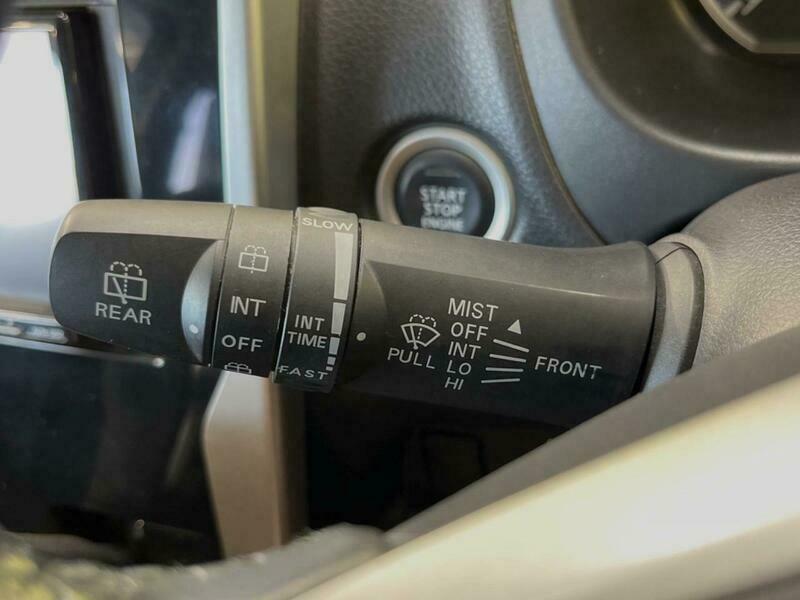 START
STOP
ENGINE
REAR
INT
OFF
SLOW
INT
TIME
FAST
PULL
MIST
OFF
INT
LO
HI
FRONT